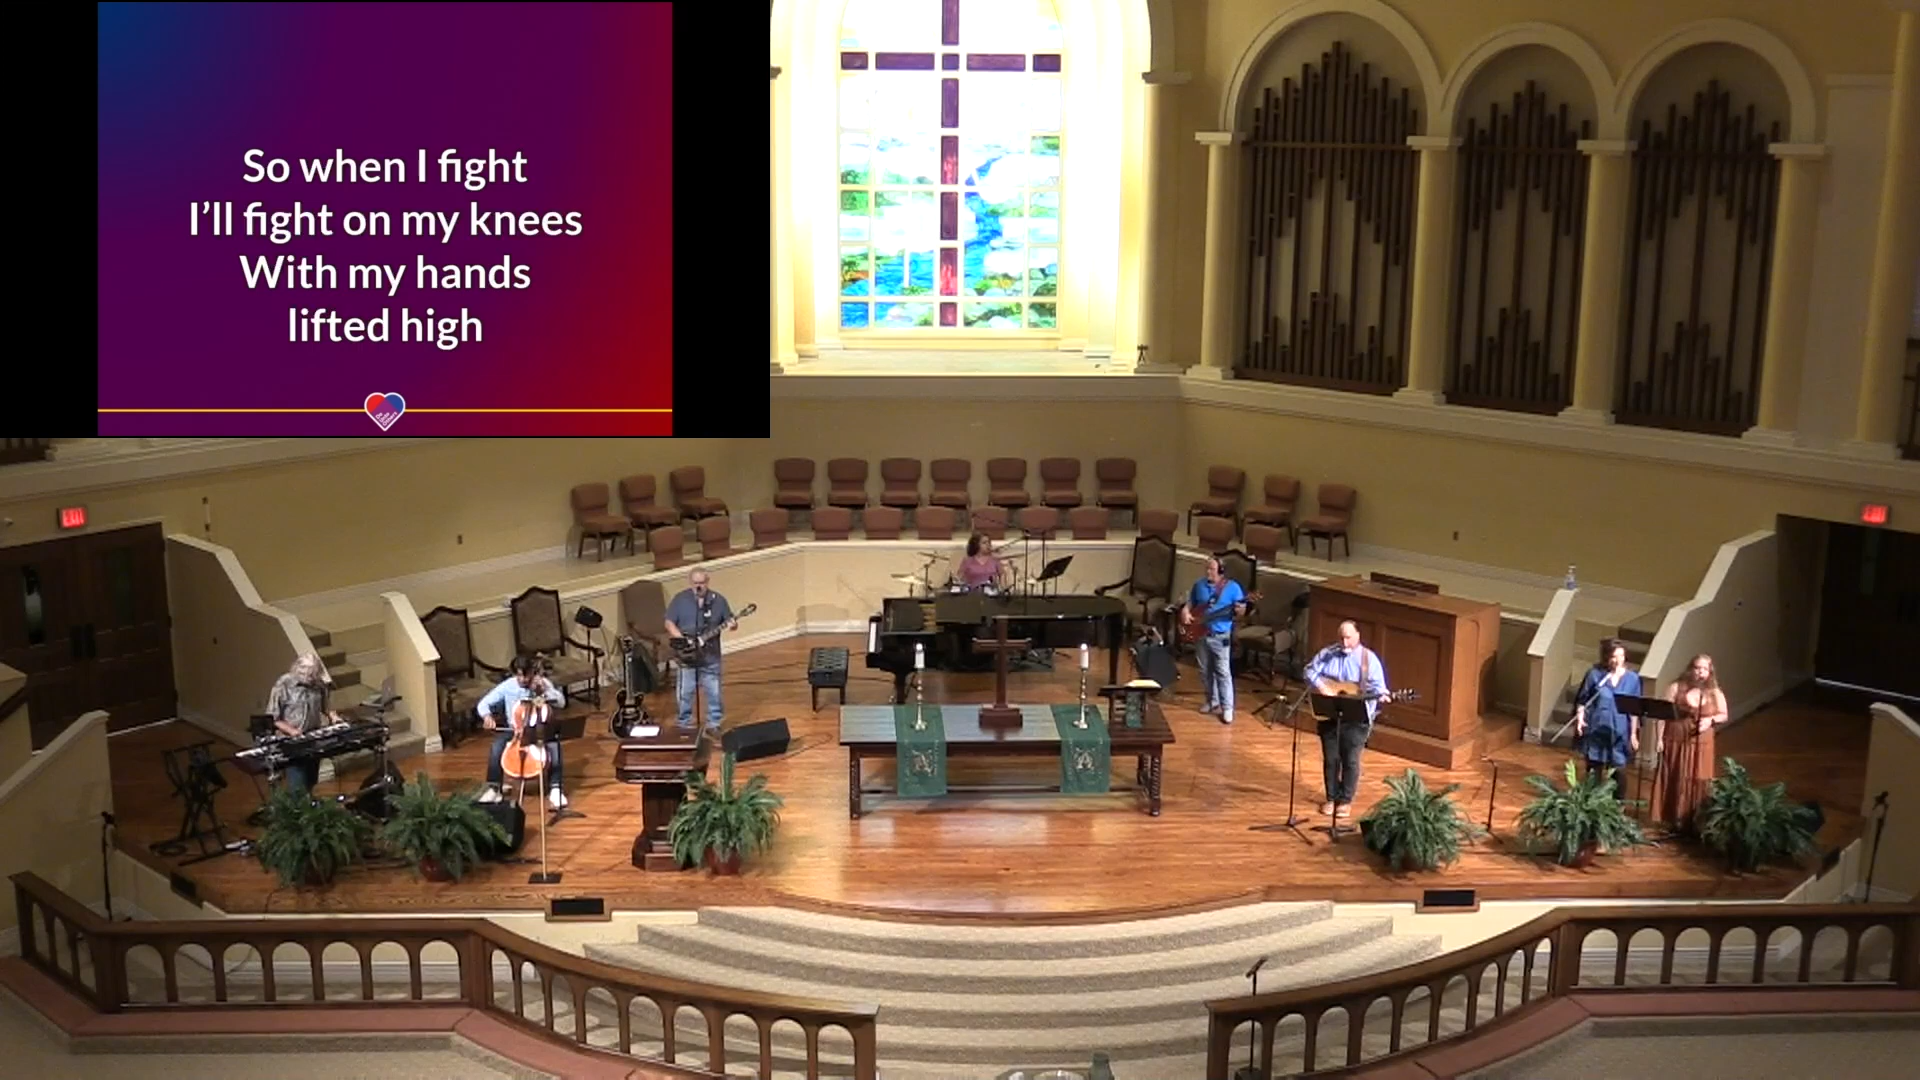 So when I fight
I’ll fight on my knees
With my hands
lifted high
EXIT
EXIT